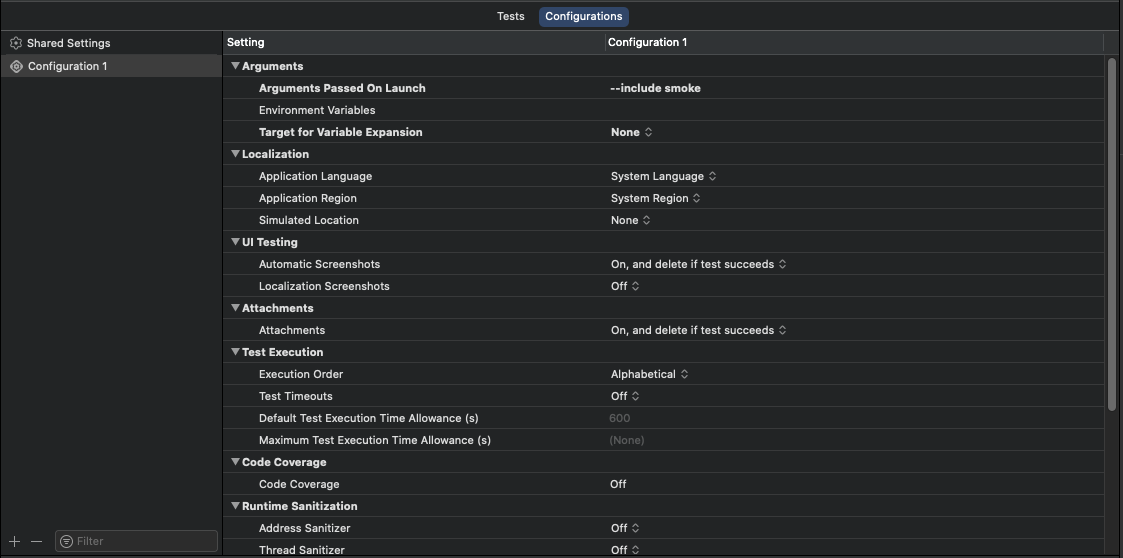 Tests Configurations
Shared Settings
Configuration 1
Setting Configuration 1
Arguments
Arguments Passed On Launch --include smoke
Environment Variables
Target for Variable Expansion None
Localization
Application Language System Language
Application Region System Region
Simulated Location None
UI Testing
Automatic Screenshots On, and delete if test succeeds
Localization Screenshots Off
Attachments
Attachments On, and delete if test succeeds
Test Execution
Execution Order Alphabetical
Test Timeouts Off
Default Test Execution Time Allowance (s) 600
Maximum Test Execution Time Allowance (s) (None)
Code Coverage
Code Coverage Off
Runtime Sanitization
Address Sanitizer Off
Thread Sanitizer Off
Filter